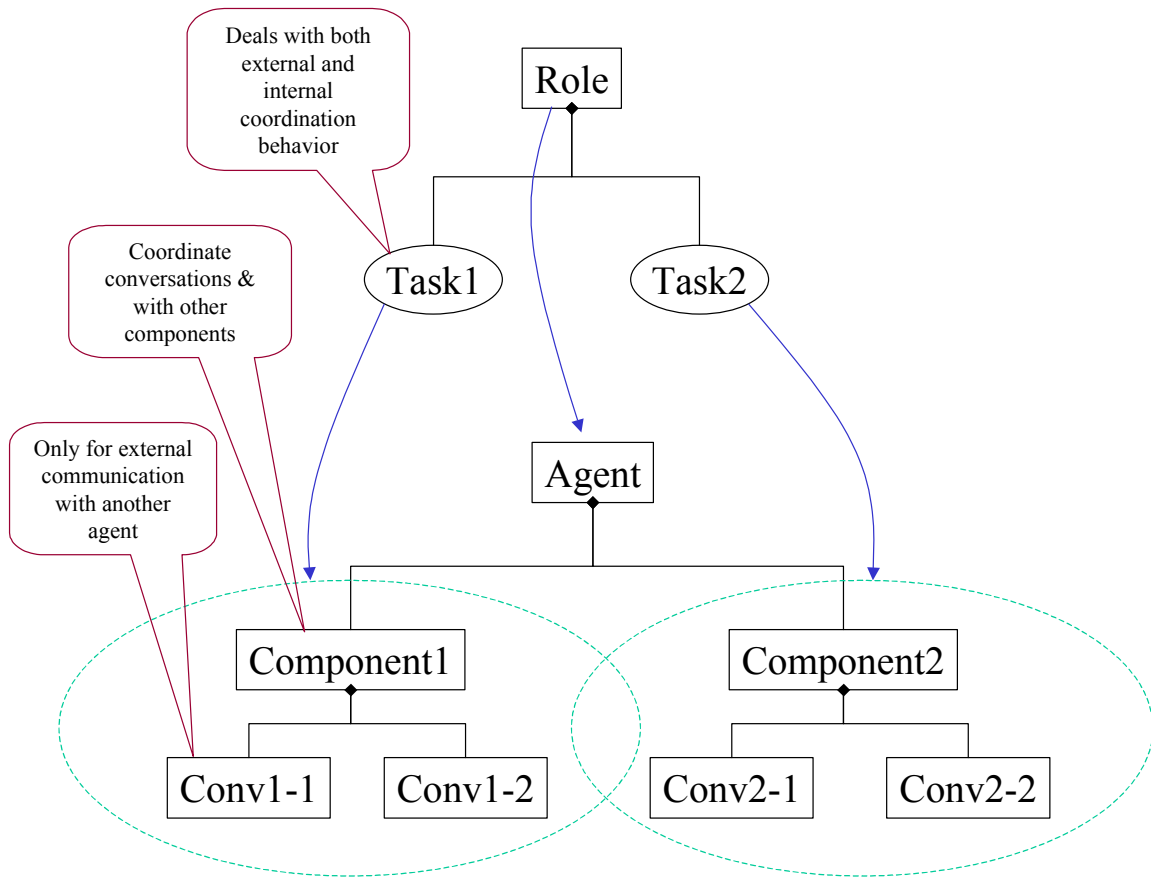 Deals with both
external and
internal
coordination
behavior
Role
Coordinate
conversations &
with other
components
Task1
Task2
Only for external
communication
with another
agent
Agent
Component1
Component2
Conv1-1
Conv1-2
Conv2-1
Conv2-2